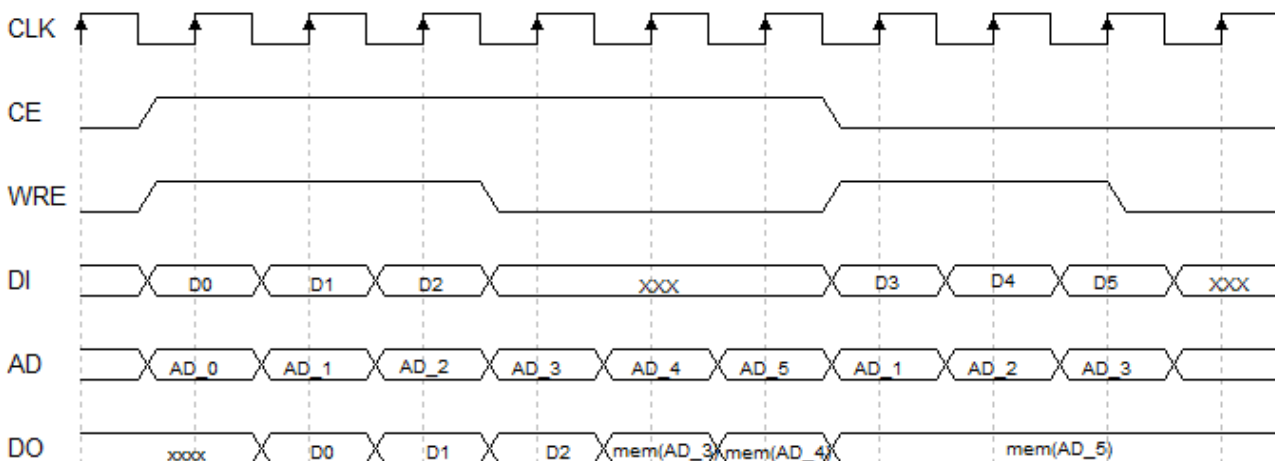 CLK
CE
WRE
DI D0 D1 D2 XXX D3 D4 D5 XXX
AD AD_0 AD_1 AD_2 AD_3 AD_4 AD_5 AD_1 AD_2 AD_3
DO xxxx D0 D1 D2 mem(AD_3) mem(AD_4) mem(AD_5)